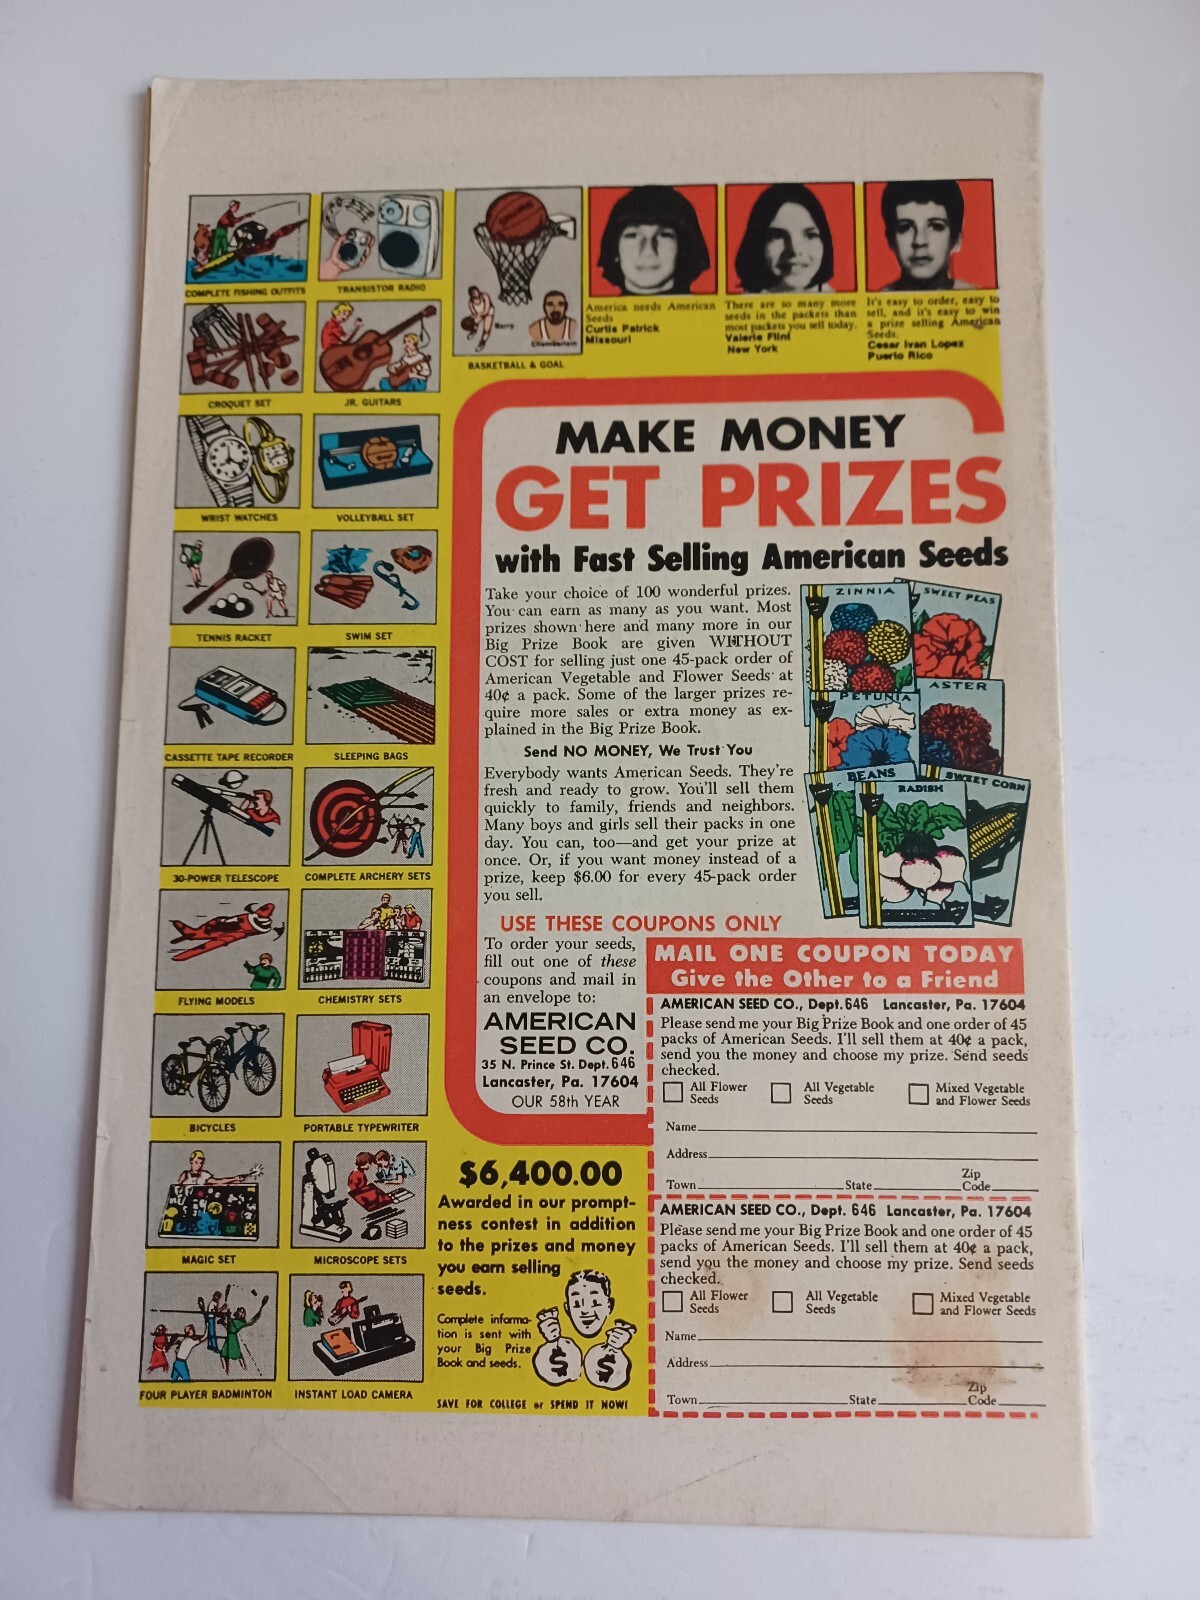 COMPLETE FISHING OUTFITS
TRANSISTOR RADIO
CROQUET SET
JR. GUITARS
WRIST WATCHES
VOLLEYBALL SET
TENNIS RACKET
SWIM SET
CASSETTE TAPE RECORDER
SLEEPING BAGS
30-POWER TELESCOPE
COMPLETE ARCHERY SETS
FLYING MODELS
CHEMISTRY SETS
BICYCLES
PORTABLE TYPEWRITER
MAGIC SET
MICROSCOPE SETS
FOUR PLAYER BADMINTON
INSTANT LOAD CAMERA
Barry
Chamberlain
BASKETBALL & GOAL
America needs American
Seeds
Curtis Patrick
Missouri
There are so many more
seeds in the packets than
most packets you sell today.
Valerie Flint
New York
It's easy to order, easy to
sell, and it's easy to win
a prize selling American
Seeds.
Cesar Ivan Lopez
Puerto Rico
MAKE MONEY
GET PRIZES
with Fast Selling American Seeds
Take your choice of 100 wonderful prizes.
You can earn as many as you want. Most
prizes shown here and many more in our
Big Prize Book are given WITHOUT
COST for selling just one 45-pack order of
American Vegetable and Flower Seeds at
40¢ a pack. Some of the larger prizes re-
quire more sales or extra money as ex-
plained in the Big Prize Book.
Send NO MONEY, We Trust You
Everybody wants American Seeds. They're
fresh and ready to grow. You'll sell them
quickly to family, friends and neighbors.
Many boys and girls sell their packs in one
day. You can, too—and get your prize at
once. Or, if you want money instead of a
prize, keep $6.00 for every 45-pack order
you sell.
ZINNIA
SWEET PEAS
PETUNIA
ASTER
BEANS
RADISH
SWEET CORN
USE THESE COUPONS ONLY
To order your seeds,
fill out one of these
coupons and mail in
an envelope to:
AMERICAN
SEED CO.
35 N. Prince St. Dept. 646
Lancaster, Pa. 17604
OUR 58th YEAR
MAIL ONE COUPON TODAY
Give the Other to a Friend
AMERICAN SEED CO., Dept. 646 Lancaster, Pa. 17604
Please send me your Big Prize Book and one order of 45
packs of American Seeds. I'll sell them at 40¢ a pack,
send you the money and choose my prize. Send seeds
checked.
All Flower Seeds
All Vegetable Seeds
Mixed Vegetable and Flower Seeds
Name
Address
Town State Zip Code
AMERICAN SEED CO., Dept. 646 Lancaster, Pa. 17604
Please send me your Big Prize Book and one order of 45
packs of American Seeds. I'll sell them at 40¢ a pack,
send you the money and choose my prize. Send seeds
checked.
All Flower Seeds
All Vegetable Seeds
Mixed Vegetable and Flower Seeds
Name
Address
Town State Zip Code
$6,400.00
Awarded in our prompt-
ness contest in addition
to the prizes and money
you earn selling
seeds.
Complete informa-
tion is sent with
your Big Prize
Book and seeds.
$ $
SAVE FOR COLLEGE or SPEND IT NOW!